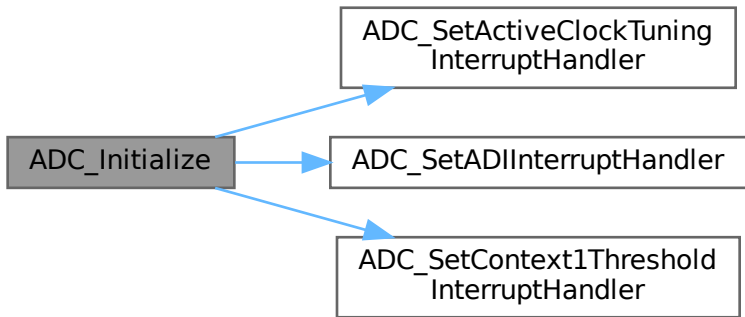 ADC_SetActiveClockTuning
InterruptHandler
ADC_Initialize
ADC_SetADIInterruptHandler
ADC_SetContext1Threshold
InterruptHandler